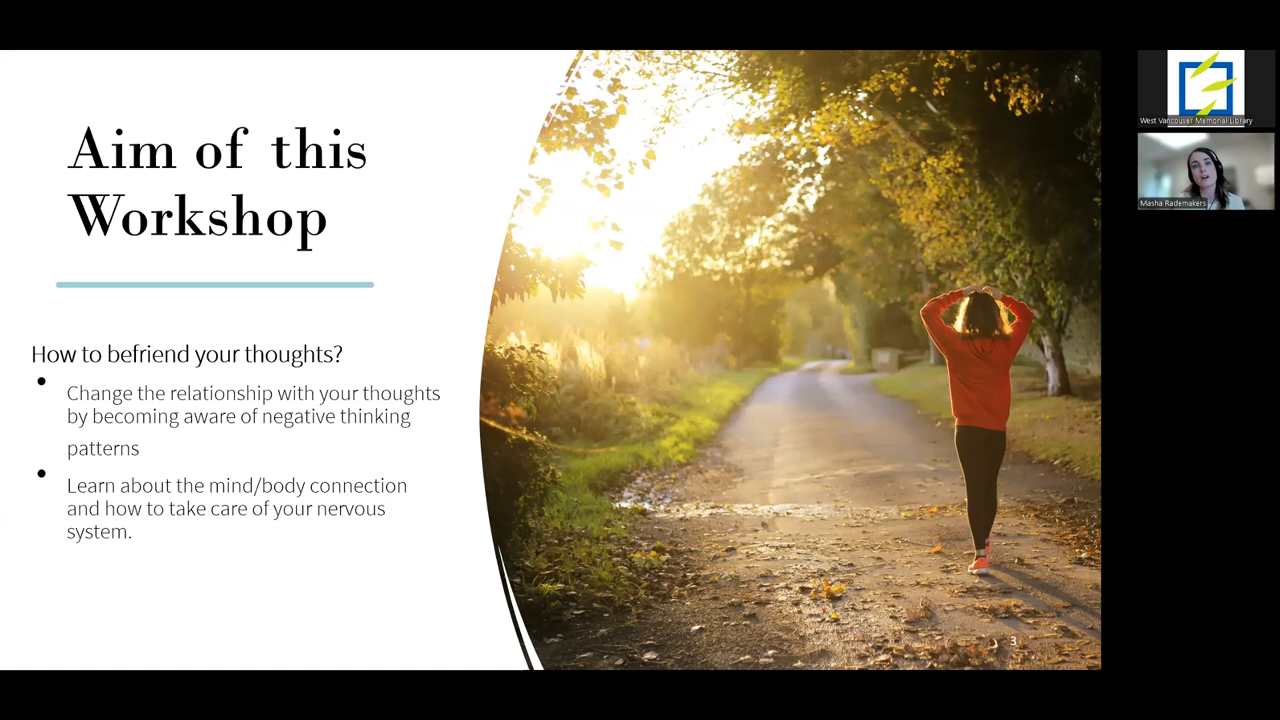 Aim of this
Workshop
How to befriend your thoughts?
Change the relationship with your thoughts
by becoming aware of negative thinking
patterns
Learn about the mind/body connection
and how to take care of your nervous
system.
3
West Vancouver Memorial Library
Masha Rademakers